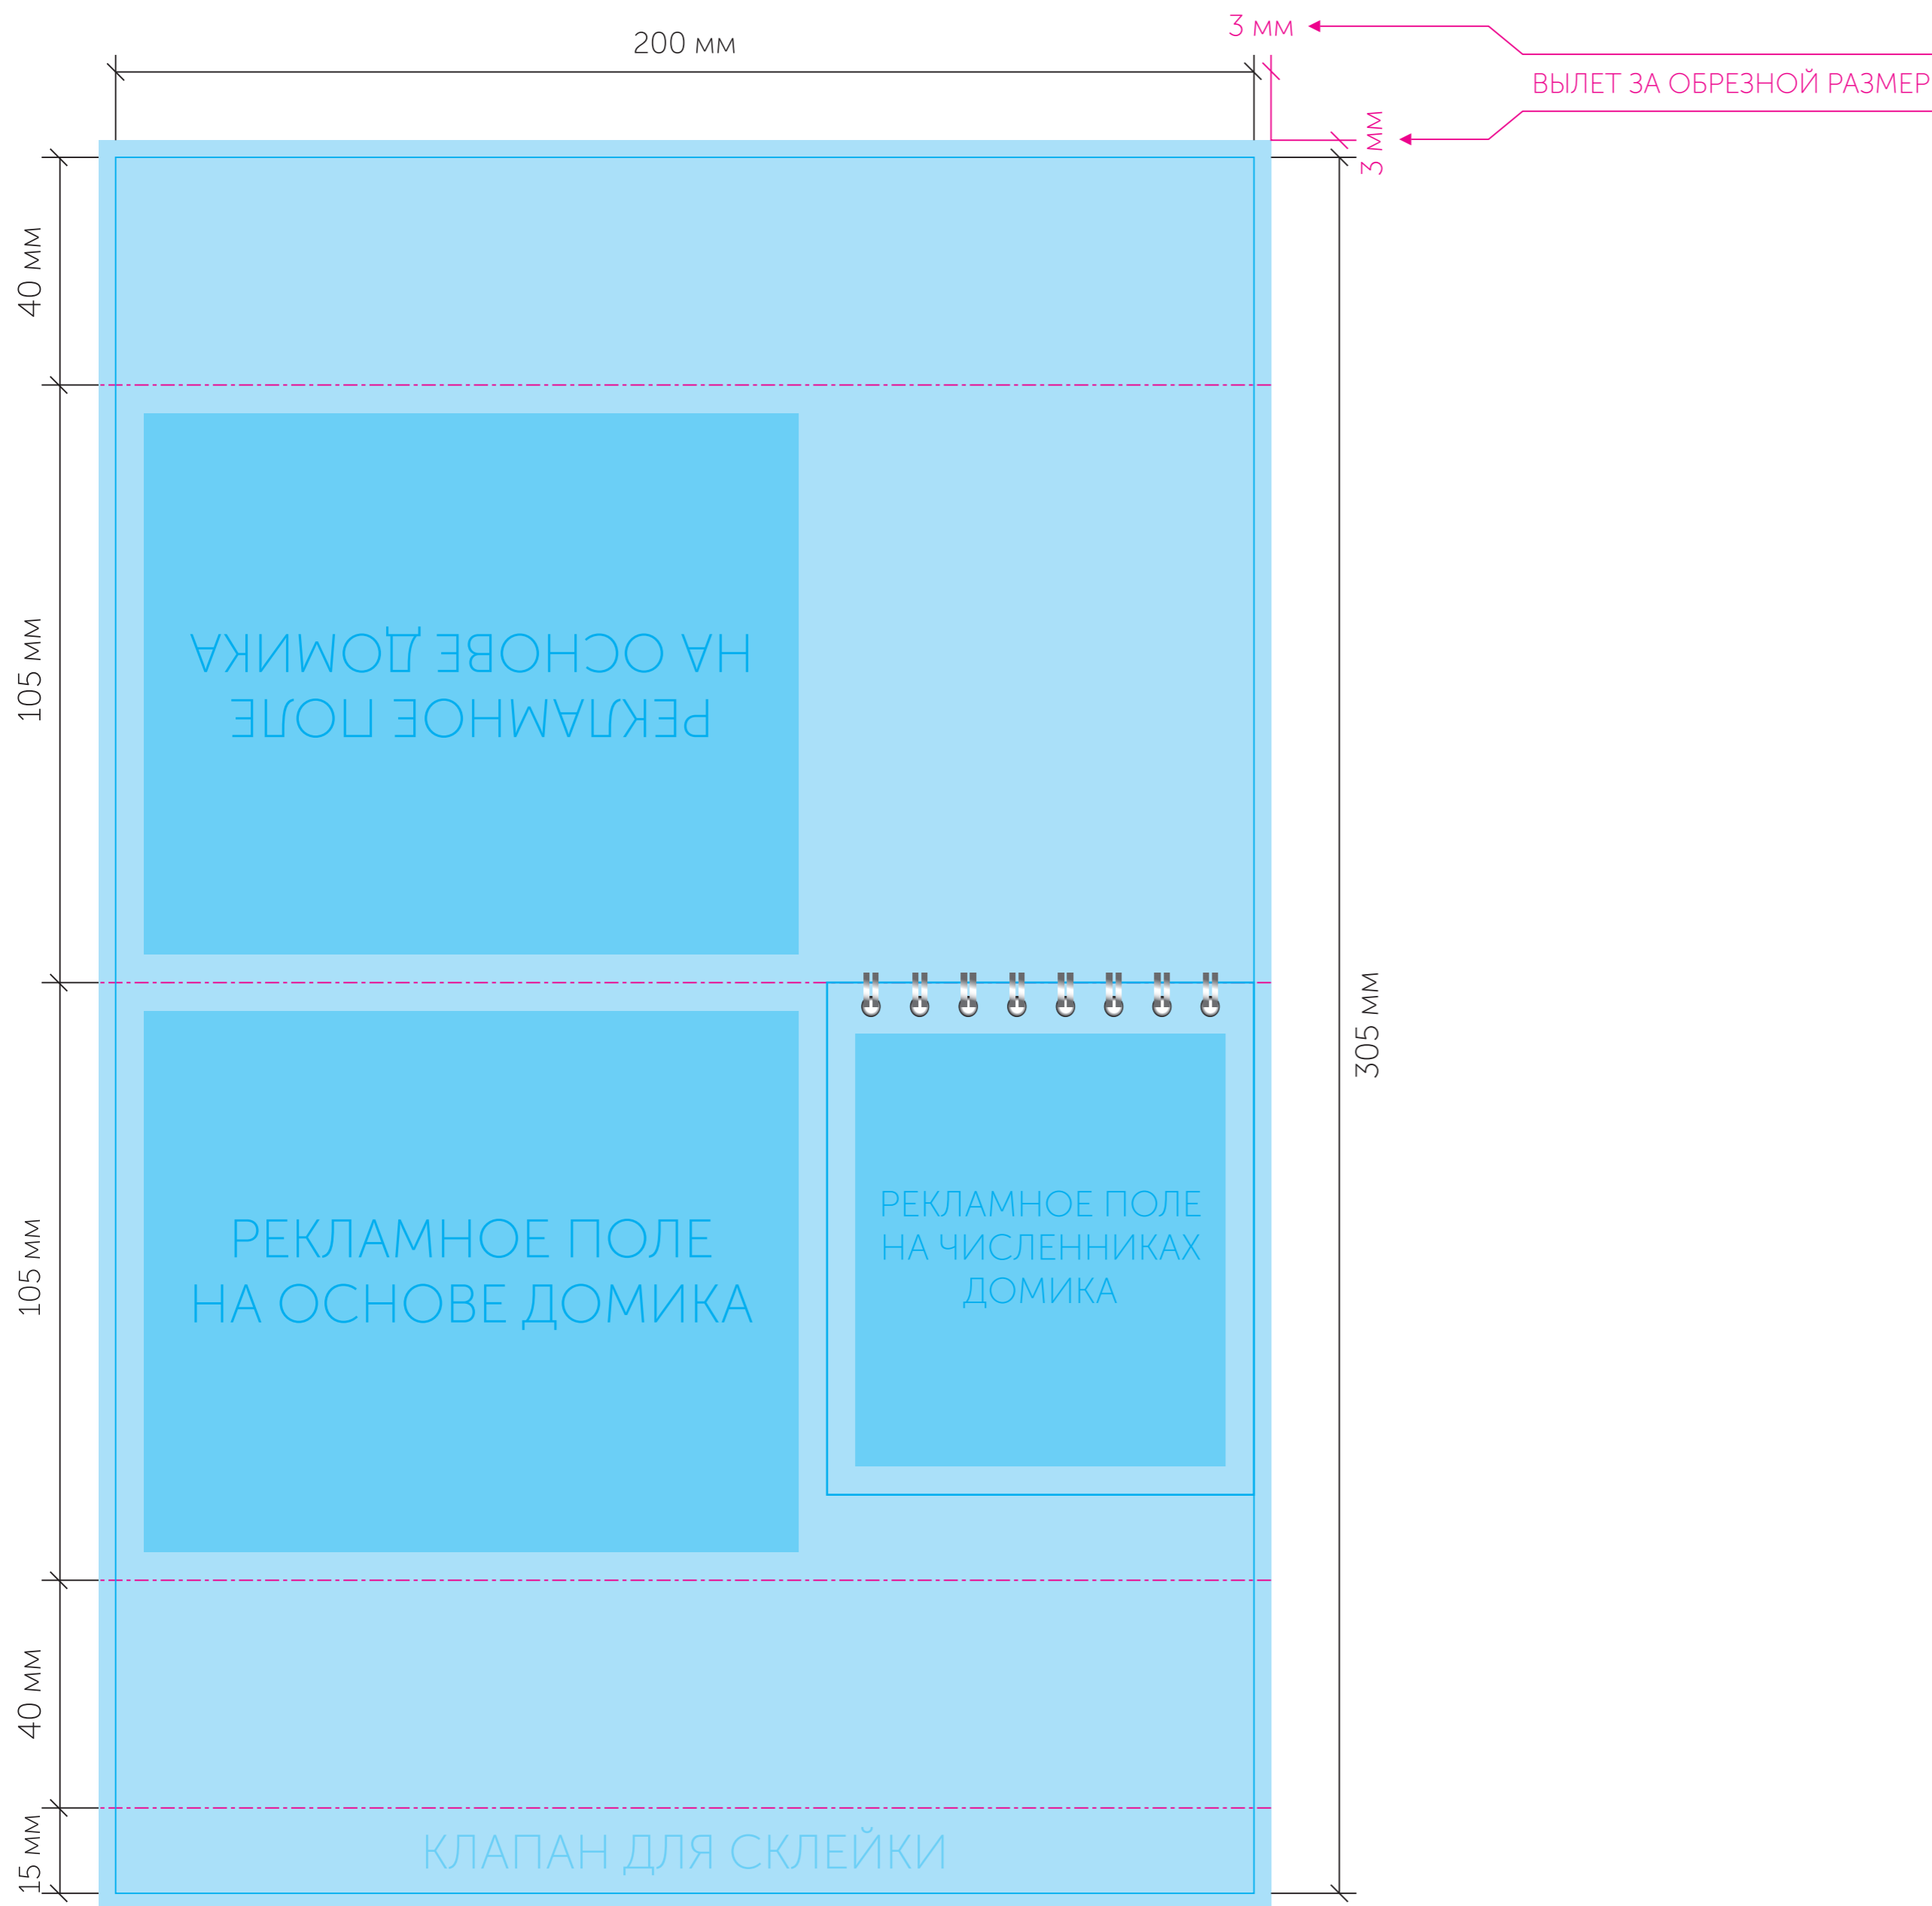 3 мм
200 мм
ВЫЛЕТ ЗА ОБРЕЗНОЙ РАЗМЕР
3 мм
40 мм
105 мм
РЕКЛАМНОЕ ПОЛЕ
НА ОСНОВЕ ДОМИКА
305 мм
РЕКЛАМНОЕ ПОЛЕ
НА ЧИСЛЕННИКАХ
ДОМИКА
105 мм
РЕКЛАМНОЕ ПОЛЕ
НА ОСНОВЕ ДОМИКА
40 мм
15 мм
КЛАПАН ДЛЯ СКЛЕЙКИ